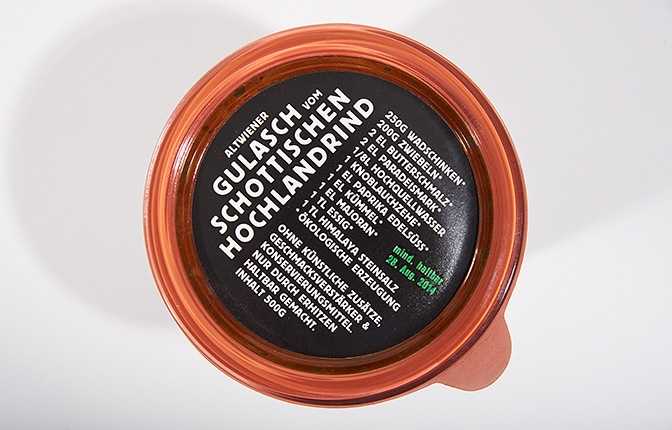 ALTWIENER
GULASCH VOM
SCHOTTISCHEN
HOCHLANDRIND
250G WADSCHINKEN*
200G ZWIEBELN*
2 EL BUTTERSCHMALZ*
2 EL PARADEISMARK*
1/8L HOCHQUELLWASSER
1 KNOBLAUCHZEHE*
1 EL PAPRIKA EDELSÜSS*
1 EL KÜMMEL*
1 EL MAJORAN*
1 EL ESSIG*
1 TL HIMALAYA STEINSALZ
* ÖKOLOGISCHE ERZEUGUNG
OHNE KÜNSTLICHE ZUSÄTZE,
GESCHMACKSVERSTÄRKER &
KONSERVIERUNGSMITTEL.
NUR DURCH ERHITZEN
HALTBAR GEMACHT.
INHALT 500G
mind. haltbar
28. Aug. 2014